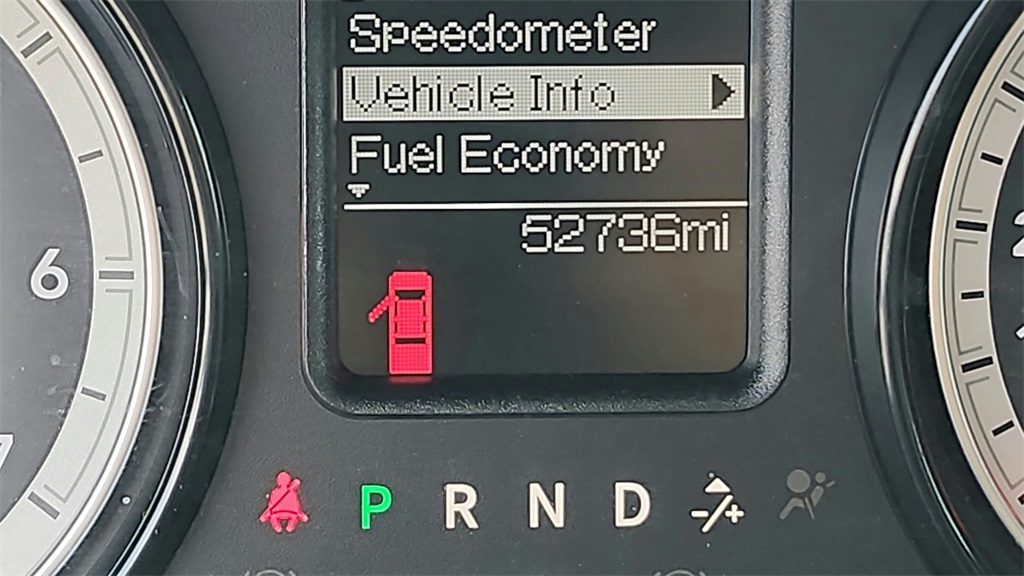 Speedometer
Vehicle Info
Fuel Economy
52736mi
6
P R N D -/+